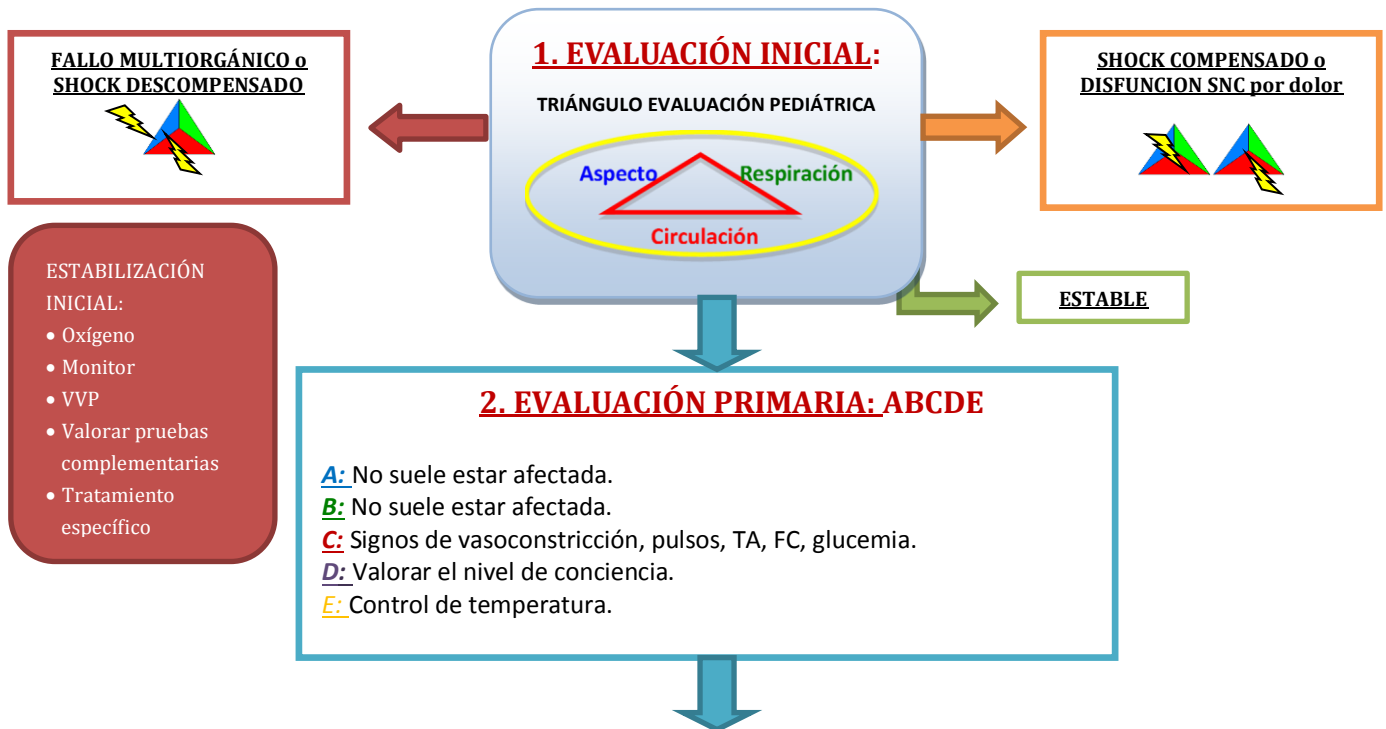 FALLO MULTIORGÁNICO o
SHOCK DESCOMPENSADO
1. EVALUACIÓN INICIAL:
TRIÁNGULO EVALUACIÓN PEDIÁTRICA
Aspecto
Respiración
Circulación
SHOCK COMPENSADO o
DISFUNCION SNC por dolor
ESTABLE
ESTABILIZACIÓN
INICIAL:
• Oxígeno
• Monitor
• VVP
• Valorar pruebas
complementarias
• Tratamiento
específico
2. EVALUACIÓN PRIMARIA: ABCDE
A: No suele estar afectada.
B: No suele estar afectada.
C: Signos de vasoconstricción, pulsos, TA, FC, glucemia.
D: Valorar el nivel de conciencia.
E: Control de temperatura.